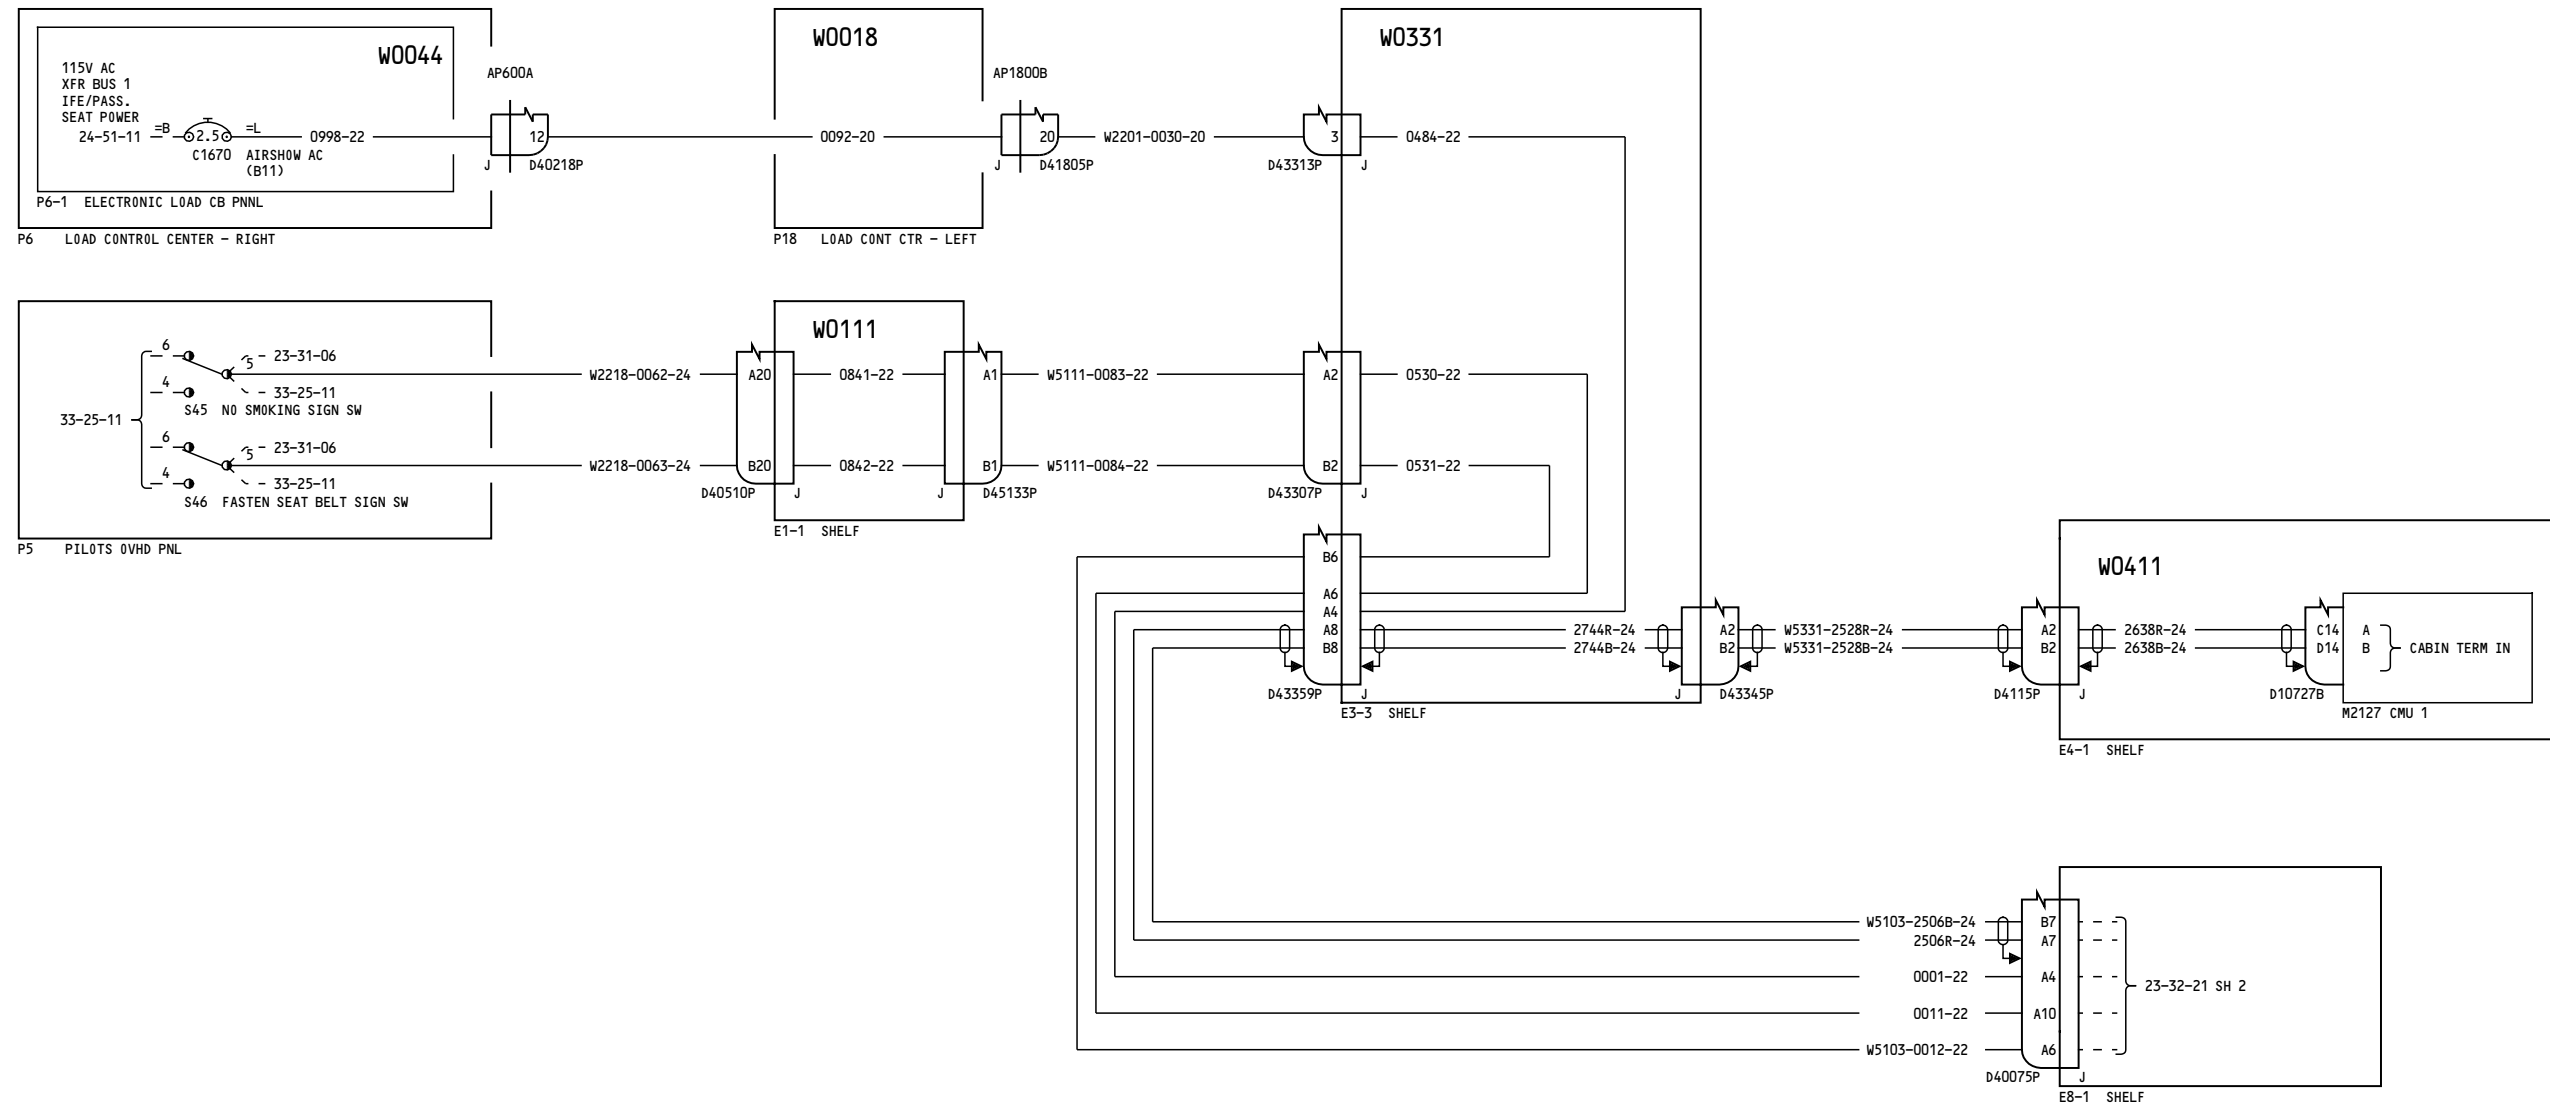 W0044
115V AC
XFR BUS 1
IFE/PASS.
SEAT POWER
24-51-11
=B
2.5
=L
0998-22
C1670
AIRSHOW AC
(B11)
P6-1 ELECTRONIC LOAD CB PNNL
P6 LOAD CONTROL CENTER - RIGHT
AP600A
12
J
D40218P
W0018
0092-20
P18 LOAD CONT CTR - LEFT
AP1800B
20
J
D41805P
W2201-0030-20
W0331
3
D43313P
J
0484-22
33-25-11
6
5
23-31-06
4
33-25-11
S45 NO SMOKING SIGN SW
6
5
23-31-06
4
33-25-11
S46 FASTEN SEAT BELT SIGN SW
P5 PILOTS OVHD PNL
W2218-0062-24
W2218-0063-24
W0111
A20
0841-22
A1
B20
0842-22
B1
D40510P
J
J
D45133P
E1-1 SHELF
W5111-0083-22
W5111-0084-22
A2
0530-22
B2
0531-22
D43307P
J
B6
A6
A4
A8
B8
D43359P
J
2744R-24
2744B-24
A2
B2
J
D43345P
E3-3 SHELF
W5331-2528R-24
W5331-2528B-24
W0411
A2
B2
D4115P
J
2638R-24
2638B-24
C14
D14
A
B
CABIN TERM IN
D10727B
M2127 CMU 1
E4-1 SHELF
W5103-2506B-24
B7
2506R-24
A7
0001-22
A4
23-32-21 SH 2
0011-22
A10
W5103-0012-22
A6
D40075P
J
E8-1 SHELF